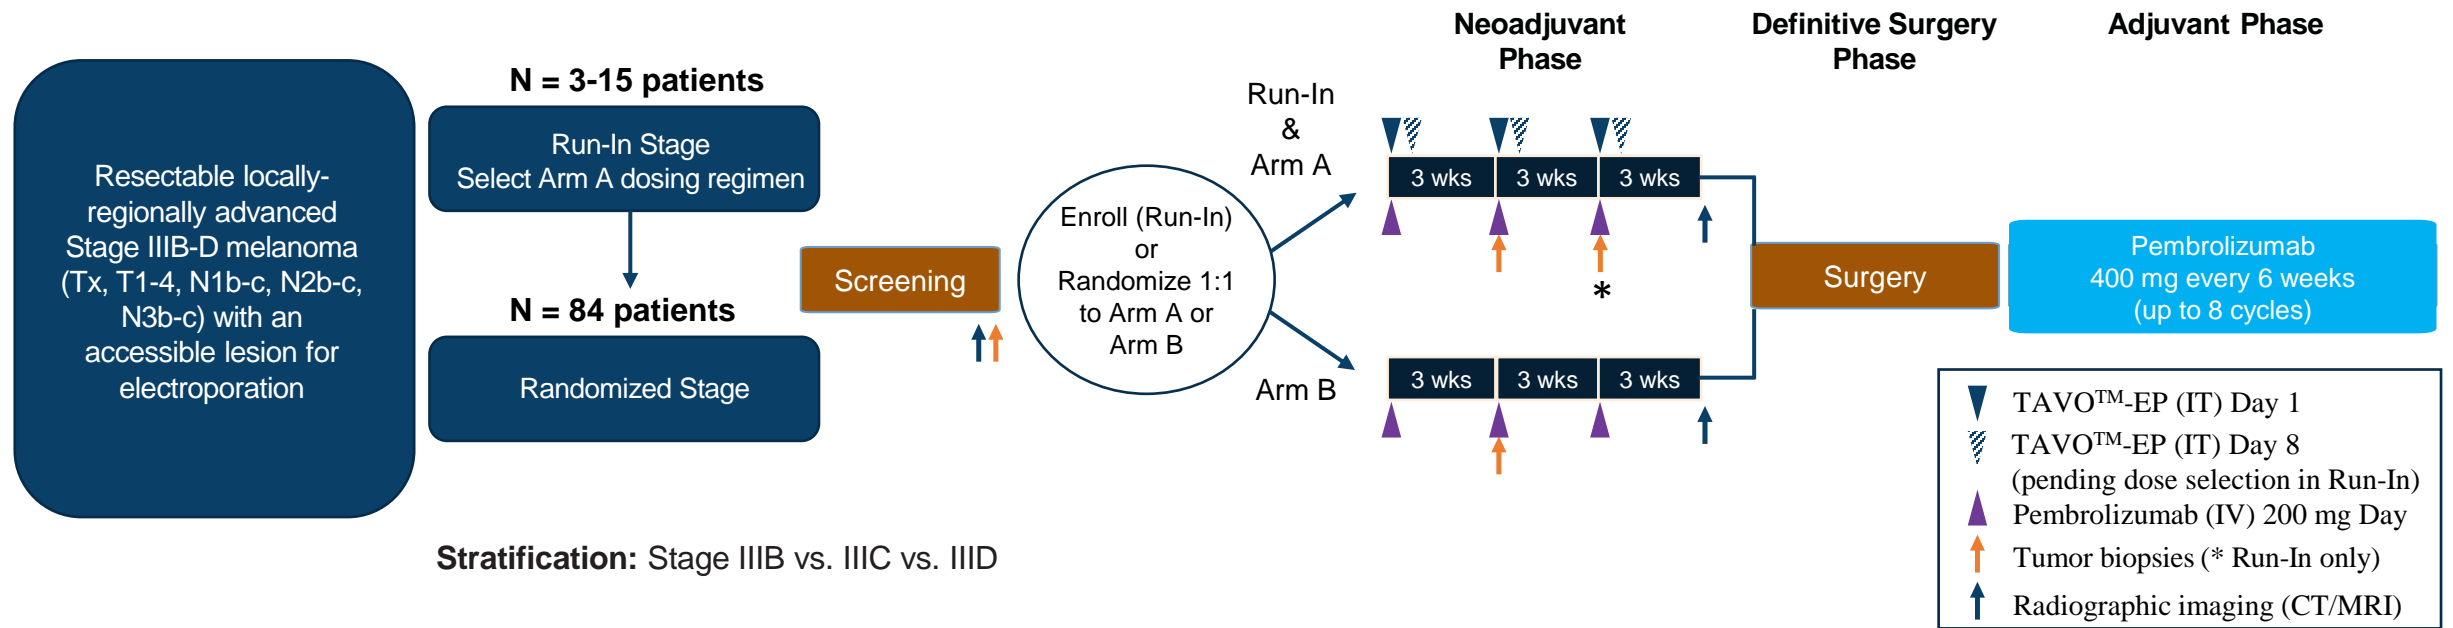 Resectable locally-
regionally advanced
Stage IIIB-D melanoma
(Tx, T1-4, N1b-c, N2b-c,
N3b-c) with an
accessible lesion for
electroporation
N = 3-15 patients
Run-In Stage
Select Arm A dosing regimen
N = 84 patients
Randomized Stage
Stratification: Stage IIIB vs. IIIC vs. IIID
Screening
Enroll (Run-In)
or
Randomize 1:1
to Arm A or
Arm B
Run-In
&
Arm A
Arm B
Neoadjuvant
Phase
3 wks 3 wks 3 wks
*
3 wks 3 wks 3 wks
Definitive Surgery
Phase
Surgery
Adjuvant Phase
Pembrolizumab
400 mg every 6 weeks
(up to 8 cycles)
TAVO™-EP (IT) Day 1
TAVO™-EP (IT) Day 8
(pending dose selection in Run-In)
Pembrolizumab (IV) 200 mg Day
Tumor biopsies (* Run-In only)
Radiographic imaging (CT/MRI)